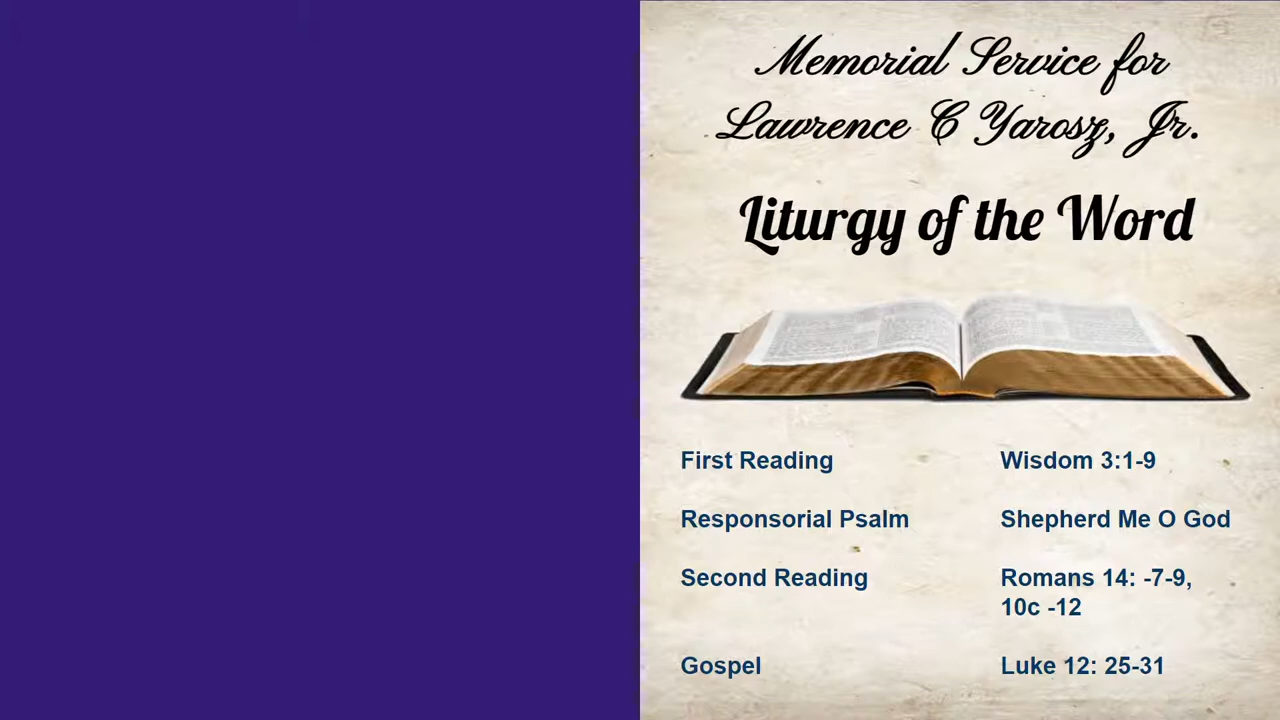 Memorial Service for
Lawrence C Yarosz, Jr.
Liturgy of the Word
First Reading Wisdom 3:1-9
Responsorial Psalm Shepherd Me O God
Second Reading Romans 14: -7-9,
10c -12
Gospel Luke 12: 25-31